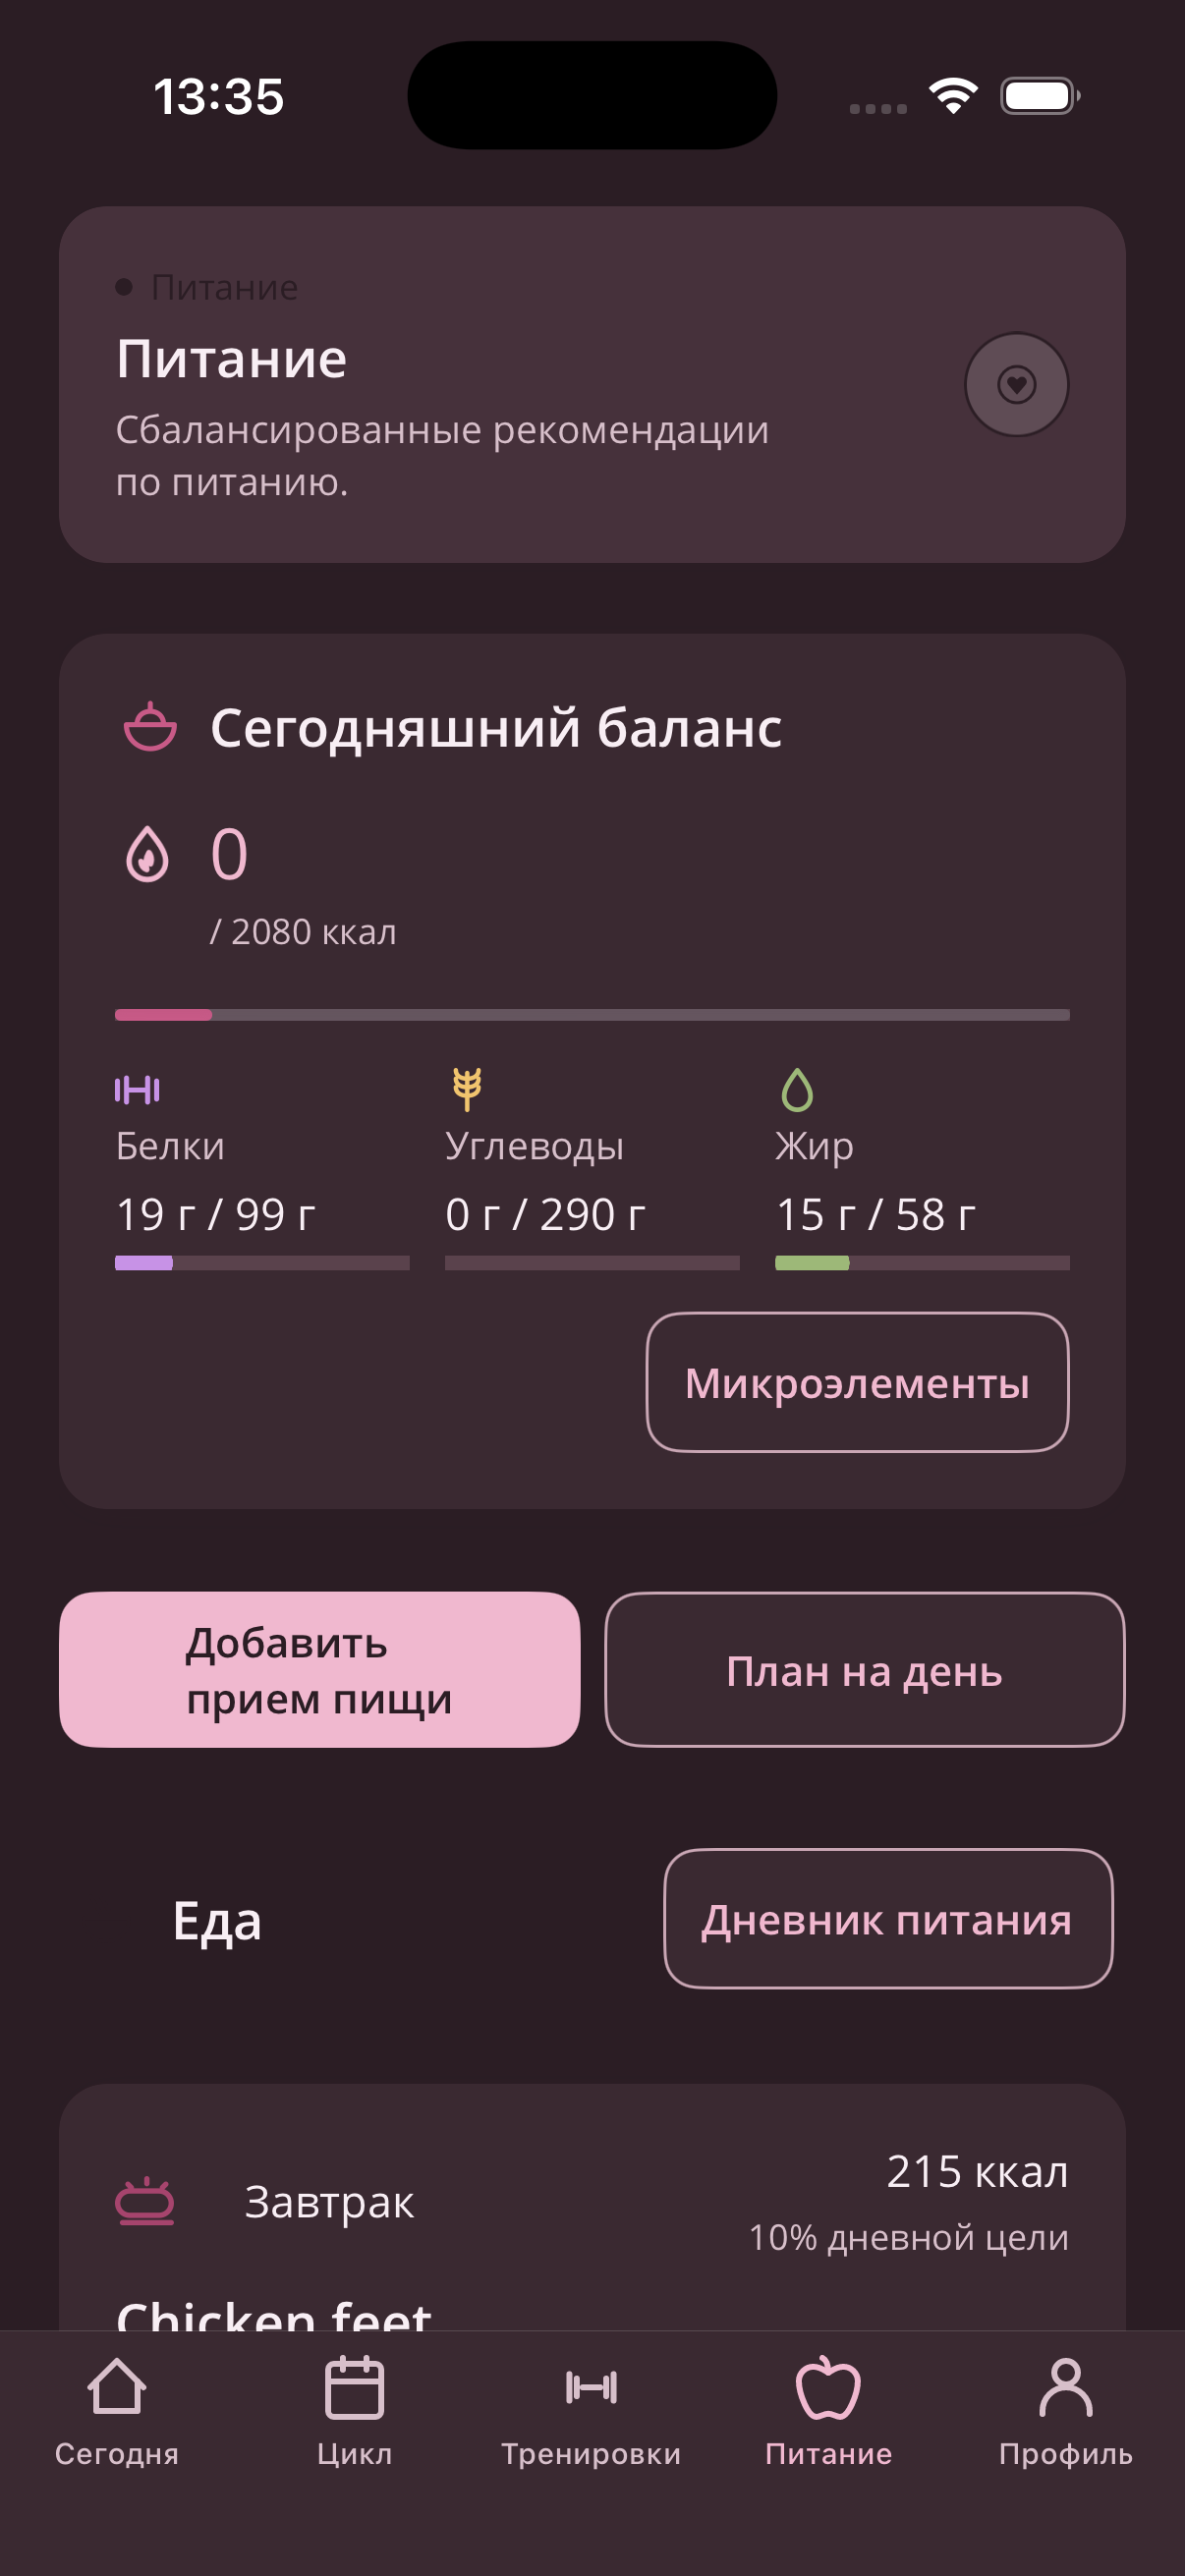 13:35
Питание
Питание
Сбалансированные рекомендации
по питанию.
Сегодняшний баланс
0
/ 2080 ккал
Белки
Углеводы
Жир
19 г / 99 г
0 г / 290 г
15 г / 58 г
Микроэлементы
Добавить
прием пищи
План на день
Еда
Дневник питания
215 ккал
Завтрак
10% дневной цели
Chicken feet
Сегодня
Цикл
Тренировки
Питание
Профиль